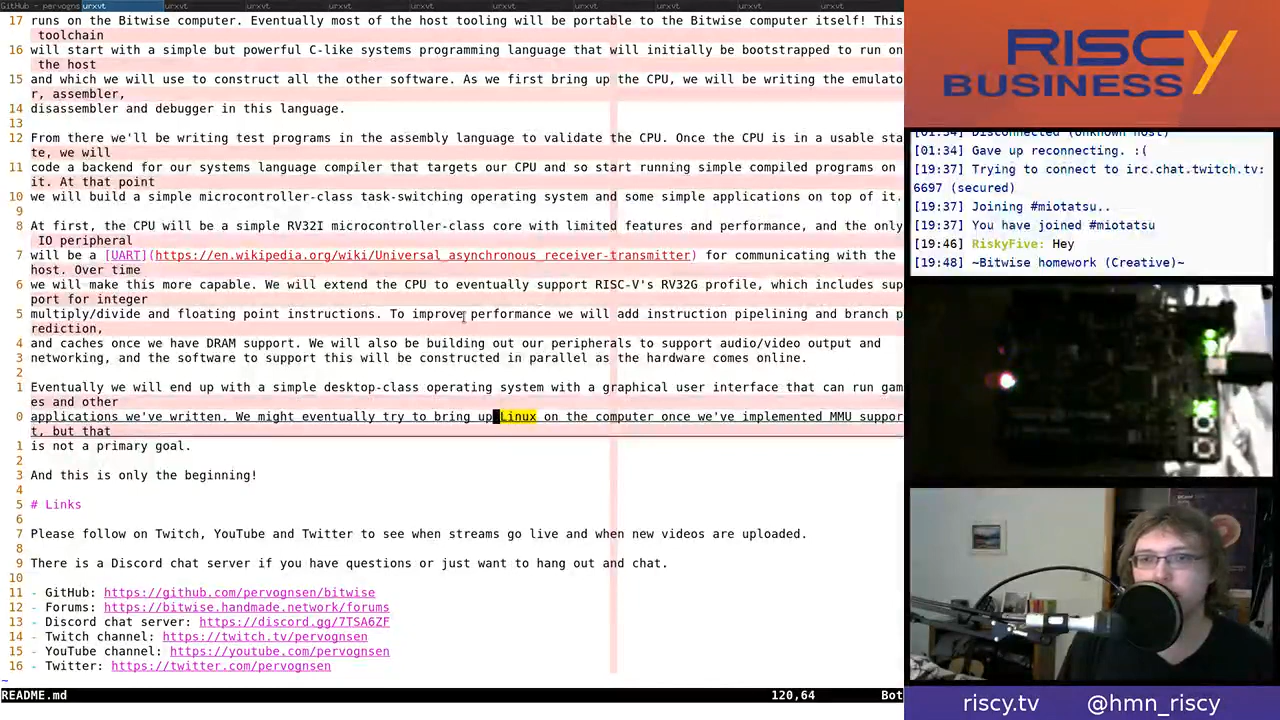 GitHub - pervogns urxvt urxvt urxvt urxvt urxvt urxvt urxvt urxvt urxvt urxvt
17 runs on the Bitwise computer. Eventually most of the host tooling will be portable to the Bitwise computer itself! This
toolchain
16 will start with a simple but powerful C-like systems programming language that will initially be bootstrapped to run on
the host
15 and which we will use to construct all the other software. As we first bring up the CPU, we will be writing the emulato
r, assembler,
14 disassembler and debugger in this language.
13
12 From there we'll be writing test programs in the assembly language to validate the CPU. Once the CPU is in a usable sta
te, we will
11 code a backend for our systems language compiler that targets our CPU and so start running simple compiled programs on
it. At that point
10 we will build a simple microcontroller-class task-switching operating system and some simple applications on top of it.
9
8 At first, the CPU will be a simple RV32I microcontroller-class core with limited features and performance, and the only
IO peripheral
7 will be a [UART](https://en.wikipedia.org/wiki/Universal_asynchronous_receiver-transmitter) for communicating with the
host. Over time
6 we will make this more capable. We will extend the CPU to eventually support RISC-V's RV32G profile, which includes sup
port for integer
5 multiply/divide and floating point instructions. To improve performance we will add instruction pipelining and branch p
rediction,
4 and caches once we have DRAM support. We will also be building out our peripherals to support audio/video output and
3 networking, and the software to support this will be constructed in parallel as the hardware comes online.
2
1 Eventually we will end up with a simple desktop-class operating system with a graphical user interface that can run gam
es and other
0 applications we've written. We might eventually try to bring up Linux on the computer once we've implemented MMU suppor
t, but that
1 is not a primary goal.
2
3 And this is only the beginning!
4
5 # Links
6
7 Please follow on Twitch, YouTube and Twitter to see when streams go live and when new videos are uploaded.
8
9 There is a Discord chat server if you have questions or just want to hang out and chat.
10
11 - GitHub: https://github.com/pervognsen/bitwise
12 - Forums: https://bitwise.handmade.network/forums
13 - Discord chat server: https://discord.gg/7TSA6ZF
14 - Twitch channel: https://twitch.tv/pervognsen
15 - YouTube channel: https://youtube.com/pervognsen
16 - Twitter: https://twitter.com/pervognsen
~
README.md 120,64 Bot
RISCY
BUSINESS
[01:34] Disconnected (Unknown host)
[01:34] Gave up reconnecting. :(
[19:37] Trying to connect to irc.chat.twitch.tv:
6697 (secured)
[19:37] Joining #miotatsu..
[19:37] You have joined #miotatsu
[19:46] RiskyFive: Hey
[19:48] ~Bitwise homework (Creative)~
riscy.tv @hmn_riscy